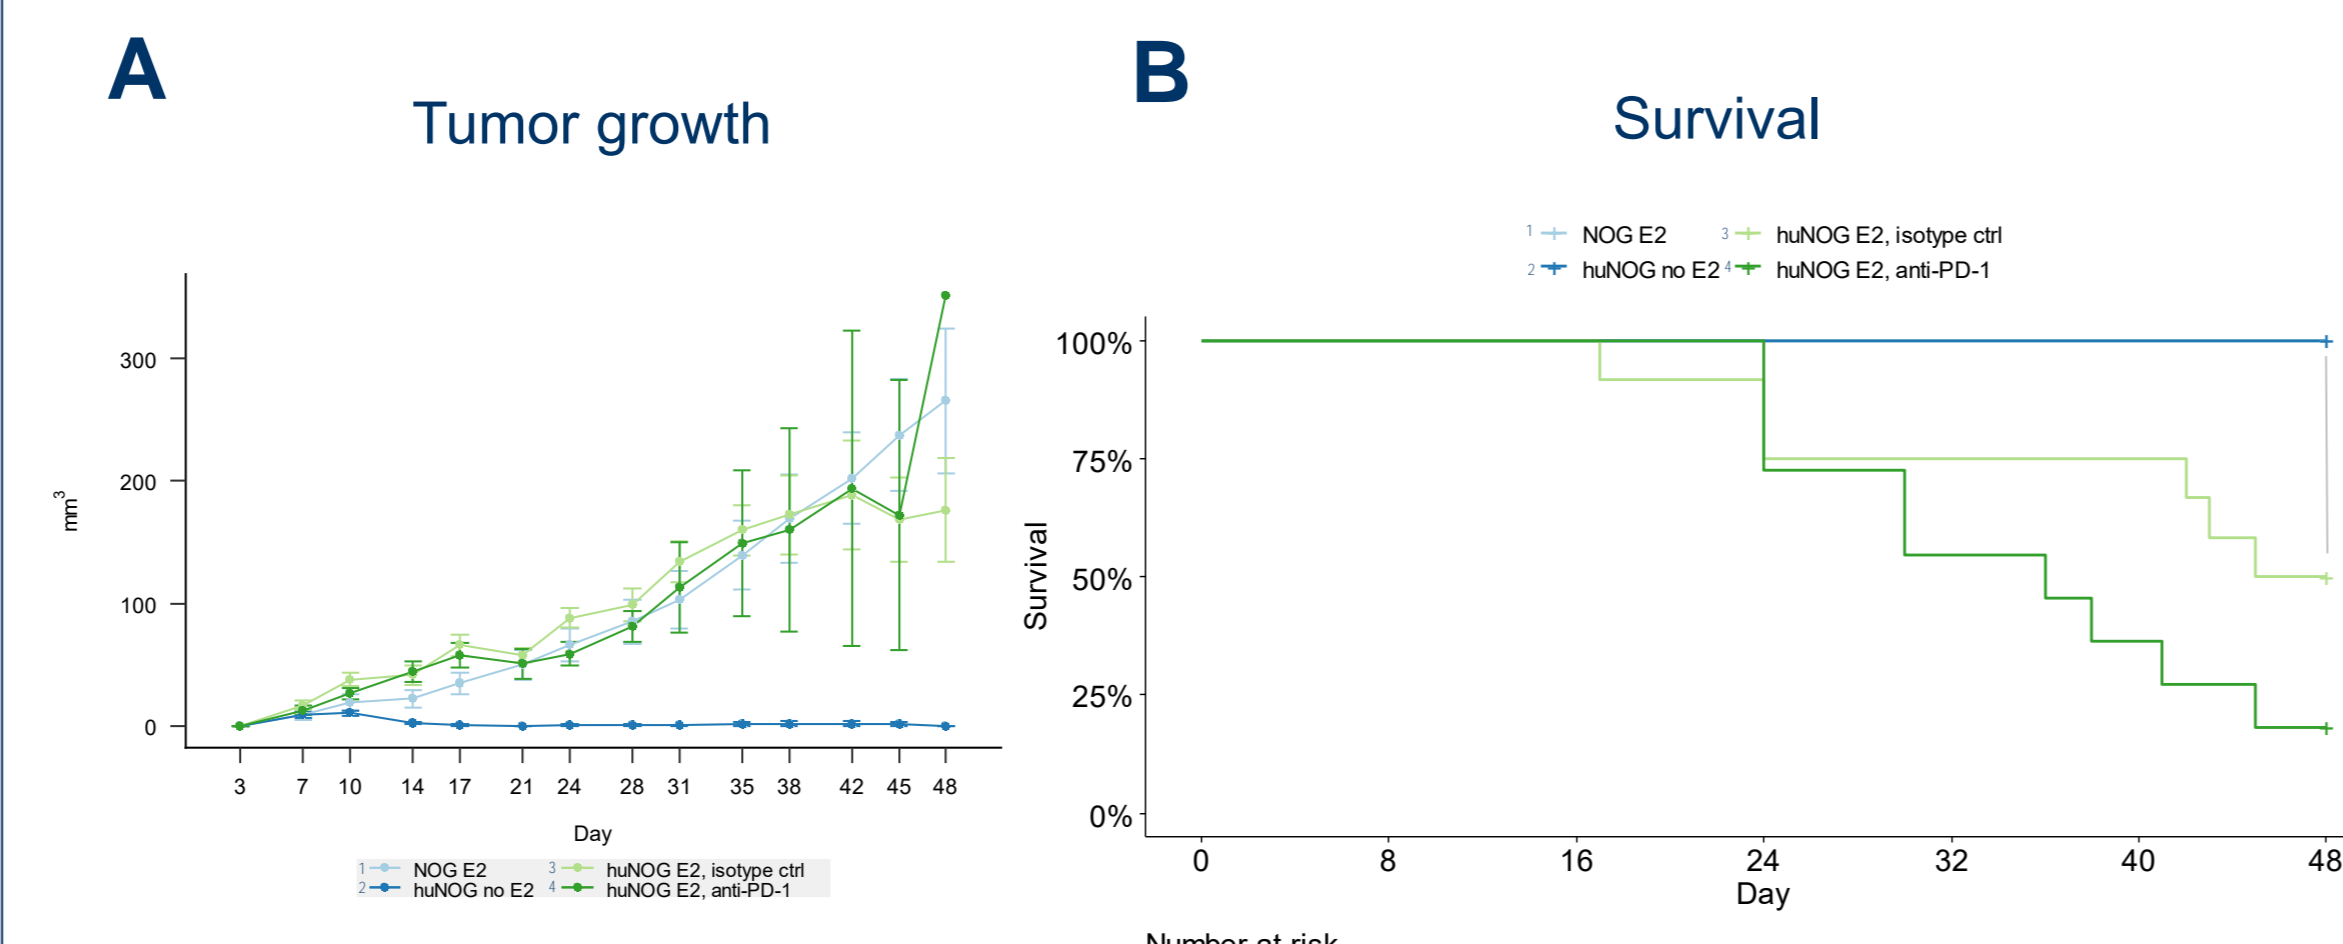 A
Tumor growth
mm3
300
200
100
0
3 7 10 14 17 21 24 28 31 35 38 42 45 48
Day
1 NOG E2 3 huNOG E2, isotype ctrl
2 huNOG no E2 4 huNOG E2, anti-PD-1
B
Survival
1 NOG E2 3 huNOG E2, isotype ctrl
2 huNOG no E2 4 huNOG E2, anti-PD-1
Survival
100%
75%
50%
25%
0%
0 8 16 24 32 40 48
Day
Number at risk